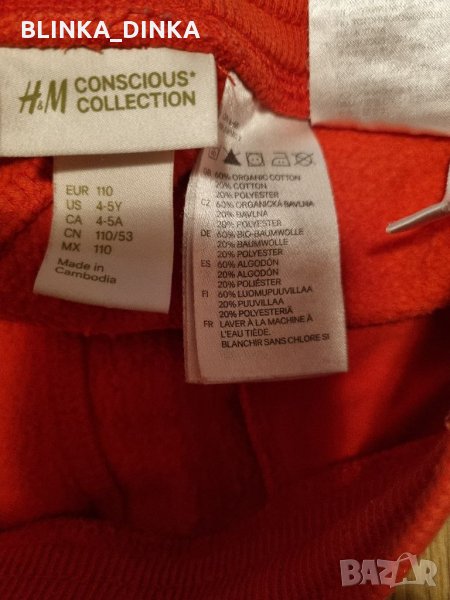 BLINKA_DINKA
H&M CONSCIOUS*
COLLECTION
EUR 110
US 4-5Y
CA 4-5A
CN 110/53
MX 110
Made in
Cambodia
GB 60% ORGANIC COTTON
20% COTTON
20% POLYESTER
CZ 60% ORGANICKÁ BAVLNA
20% BAVLNA
20% POLYESTER
DE 60% BIO-BAUMWOLLE
20% BAUMWOLLE
20% POLYESTER
ES 60% ALGODÓN
20% ALGODÓN
20% POLIÉSTER
FI 60% LUOMUPUUVILLAA
20% PUUVILLAA
20% POLYESTERIÄ
FR LAVER À LA MACHINE À
L'EAU TIÈDE.
BLANCHIR SANS CHLORE SI
BAZAR